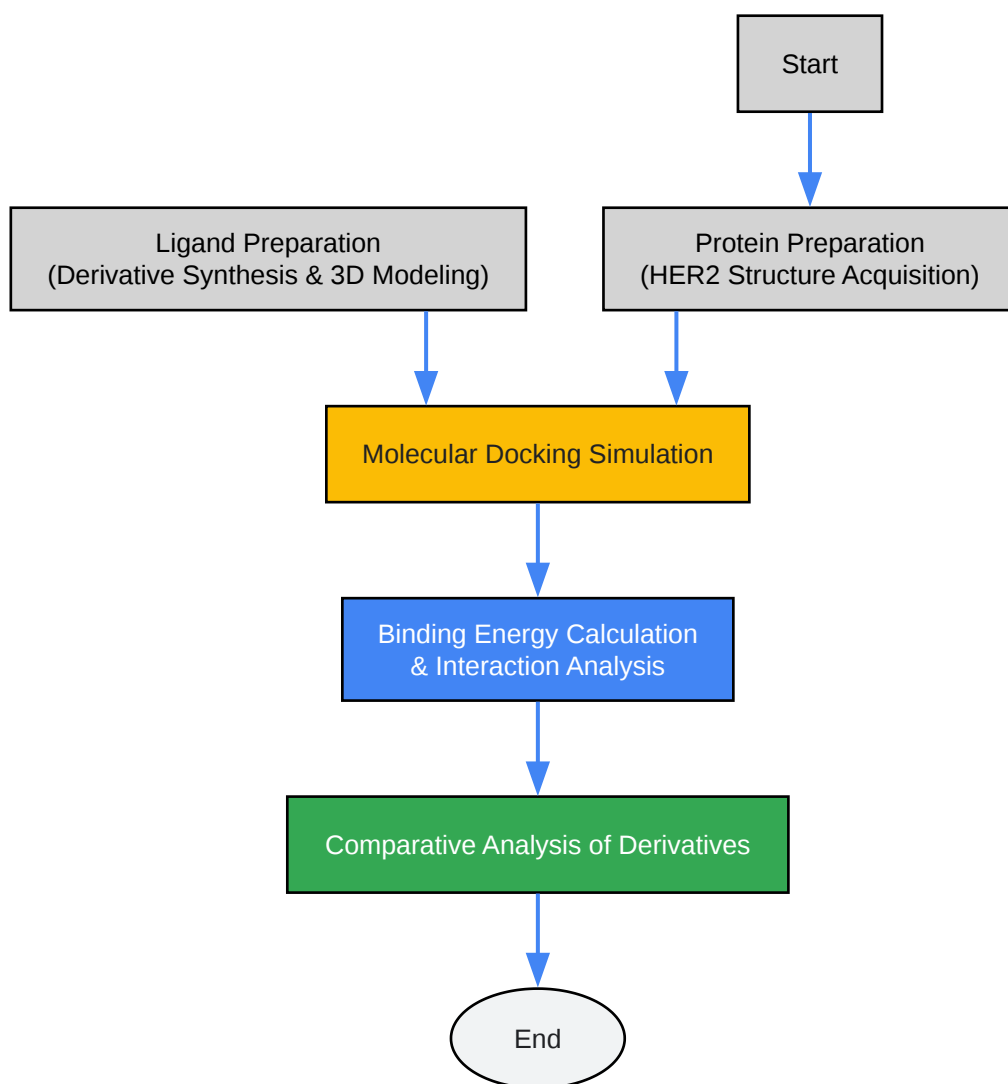 Start
Ligand Preparation
(Derivative Synthesis & 3D Modeling)
Protein Preparation
(HER2 Structure Acquisition)
Molecular Docking Simulation
Binding Energy Calculation
& Interaction Analysis
Comparative Analysis of Derivatives
End